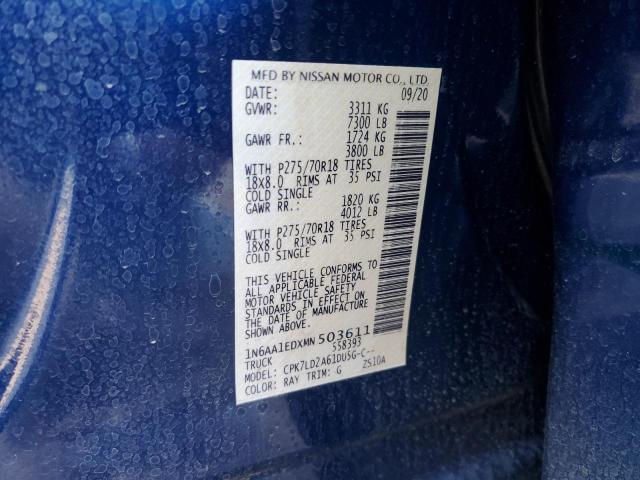 MFD BY NISSAN MOTOR CO., LTD.
DATE: 09/20
GVWR: 3311 KG
7300 LB
GAWR FR.: 1724 KG
3800 LB
WITH P275/70R18 TIRES
18X8.0 RIMS AT 35 PSI
COLD SINGLE
GAWR RR.: 1820 KG
4012 LB
WITH P275/70R18 TIRES
18X8.0 RIMS AT 35 PSI
COLD SINGLE
THIS VEHICLE CONFORMS TO
ALL APPLICABLE FEDERAL
MOTOR VEHICLE SAFETY
STANDARDS IN EFFECT ON
THE DATE OF MANUFACTURE
SHOWN ABOVE.
1N6AA1EDXMN503611
TRUCK 558393
MODEL: CPK7LD2A61DU5G-C--
COLOR: RAY TRIM: G ZS10A